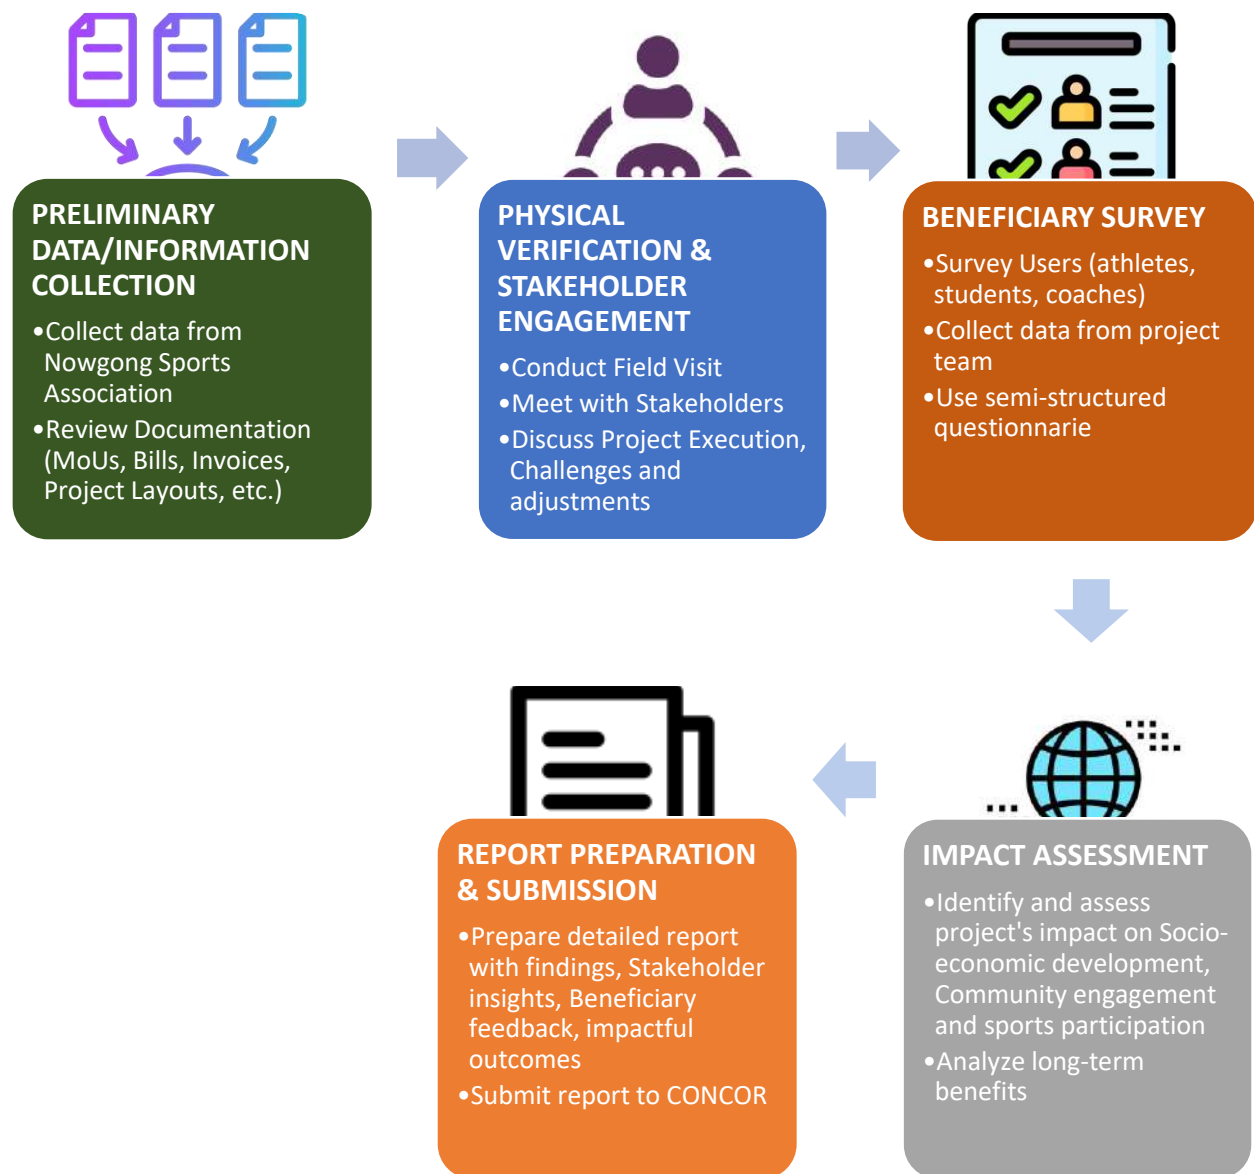 PRELIMINARY
DATA/INFORMATION
COLLECTION
•Collect data from
Nowgong Sports
Association
•Review Documentation
(MoUs, Bills, Invoices,
Project Layouts, etc.)
PHYSICAL
VERIFICATION &
STAKEHOLDER
ENGAGEMENT
•Conduct Field Visit
•Meet with Stakeholders
•Discuss Project Execution,
Challenges and
adjustments
BENEFICIARY SURVEY
•Survey Users (athletes,
students, coaches)
•Collect data from project
team
•Use semi-structured
questionnarie
IMPACT ASSESSMENT
•Identify and assess
project's impact on Socio-
economic development,
Community engagement
and sports participation
•Analyze long-term
benefits
REPORT PREPARATION
& SUBMISSION
•Prepare detailed report
with findings, Stakeholder
insights, Beneficiary
feedback, impactful
outcomes
•Submit report to CONCOR